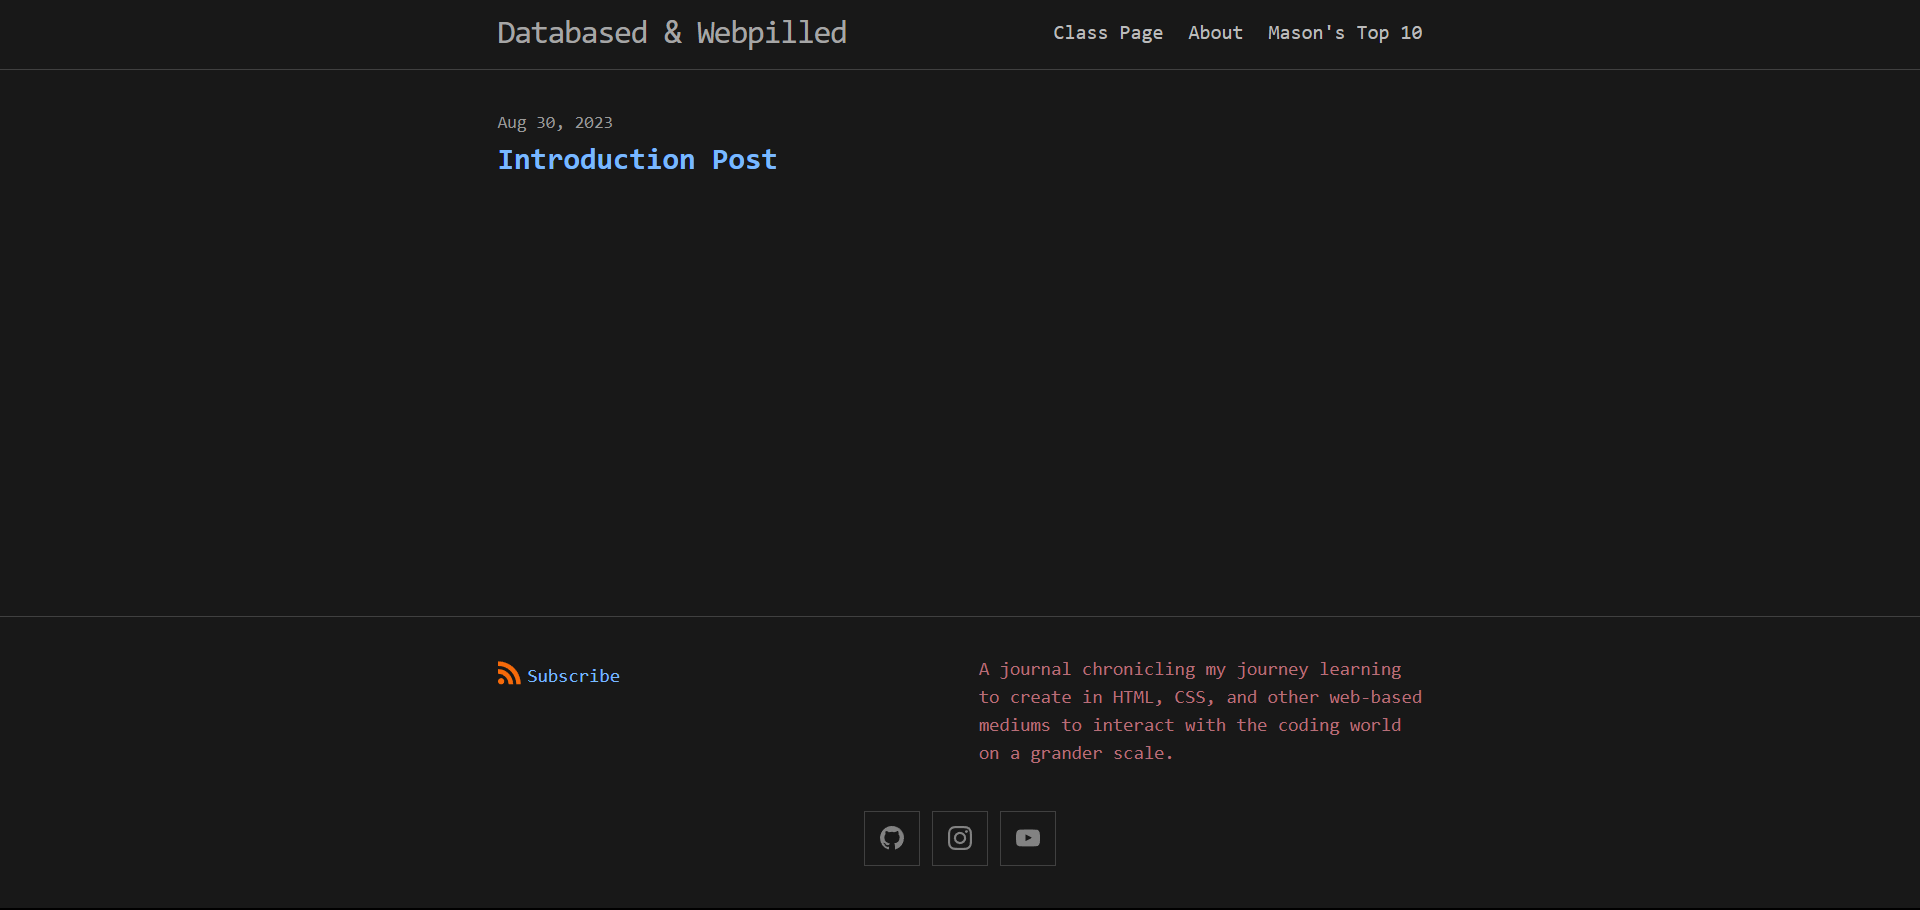 Databased & Webpilled
Class Page About Mason's Top 10
Aug 30, 2023
Introduction Post
Subscribe
A journal chronicling my journey learning
to create in HTML, CSS, and other web-based
mediums to interact with the coding world
on a grander scale.